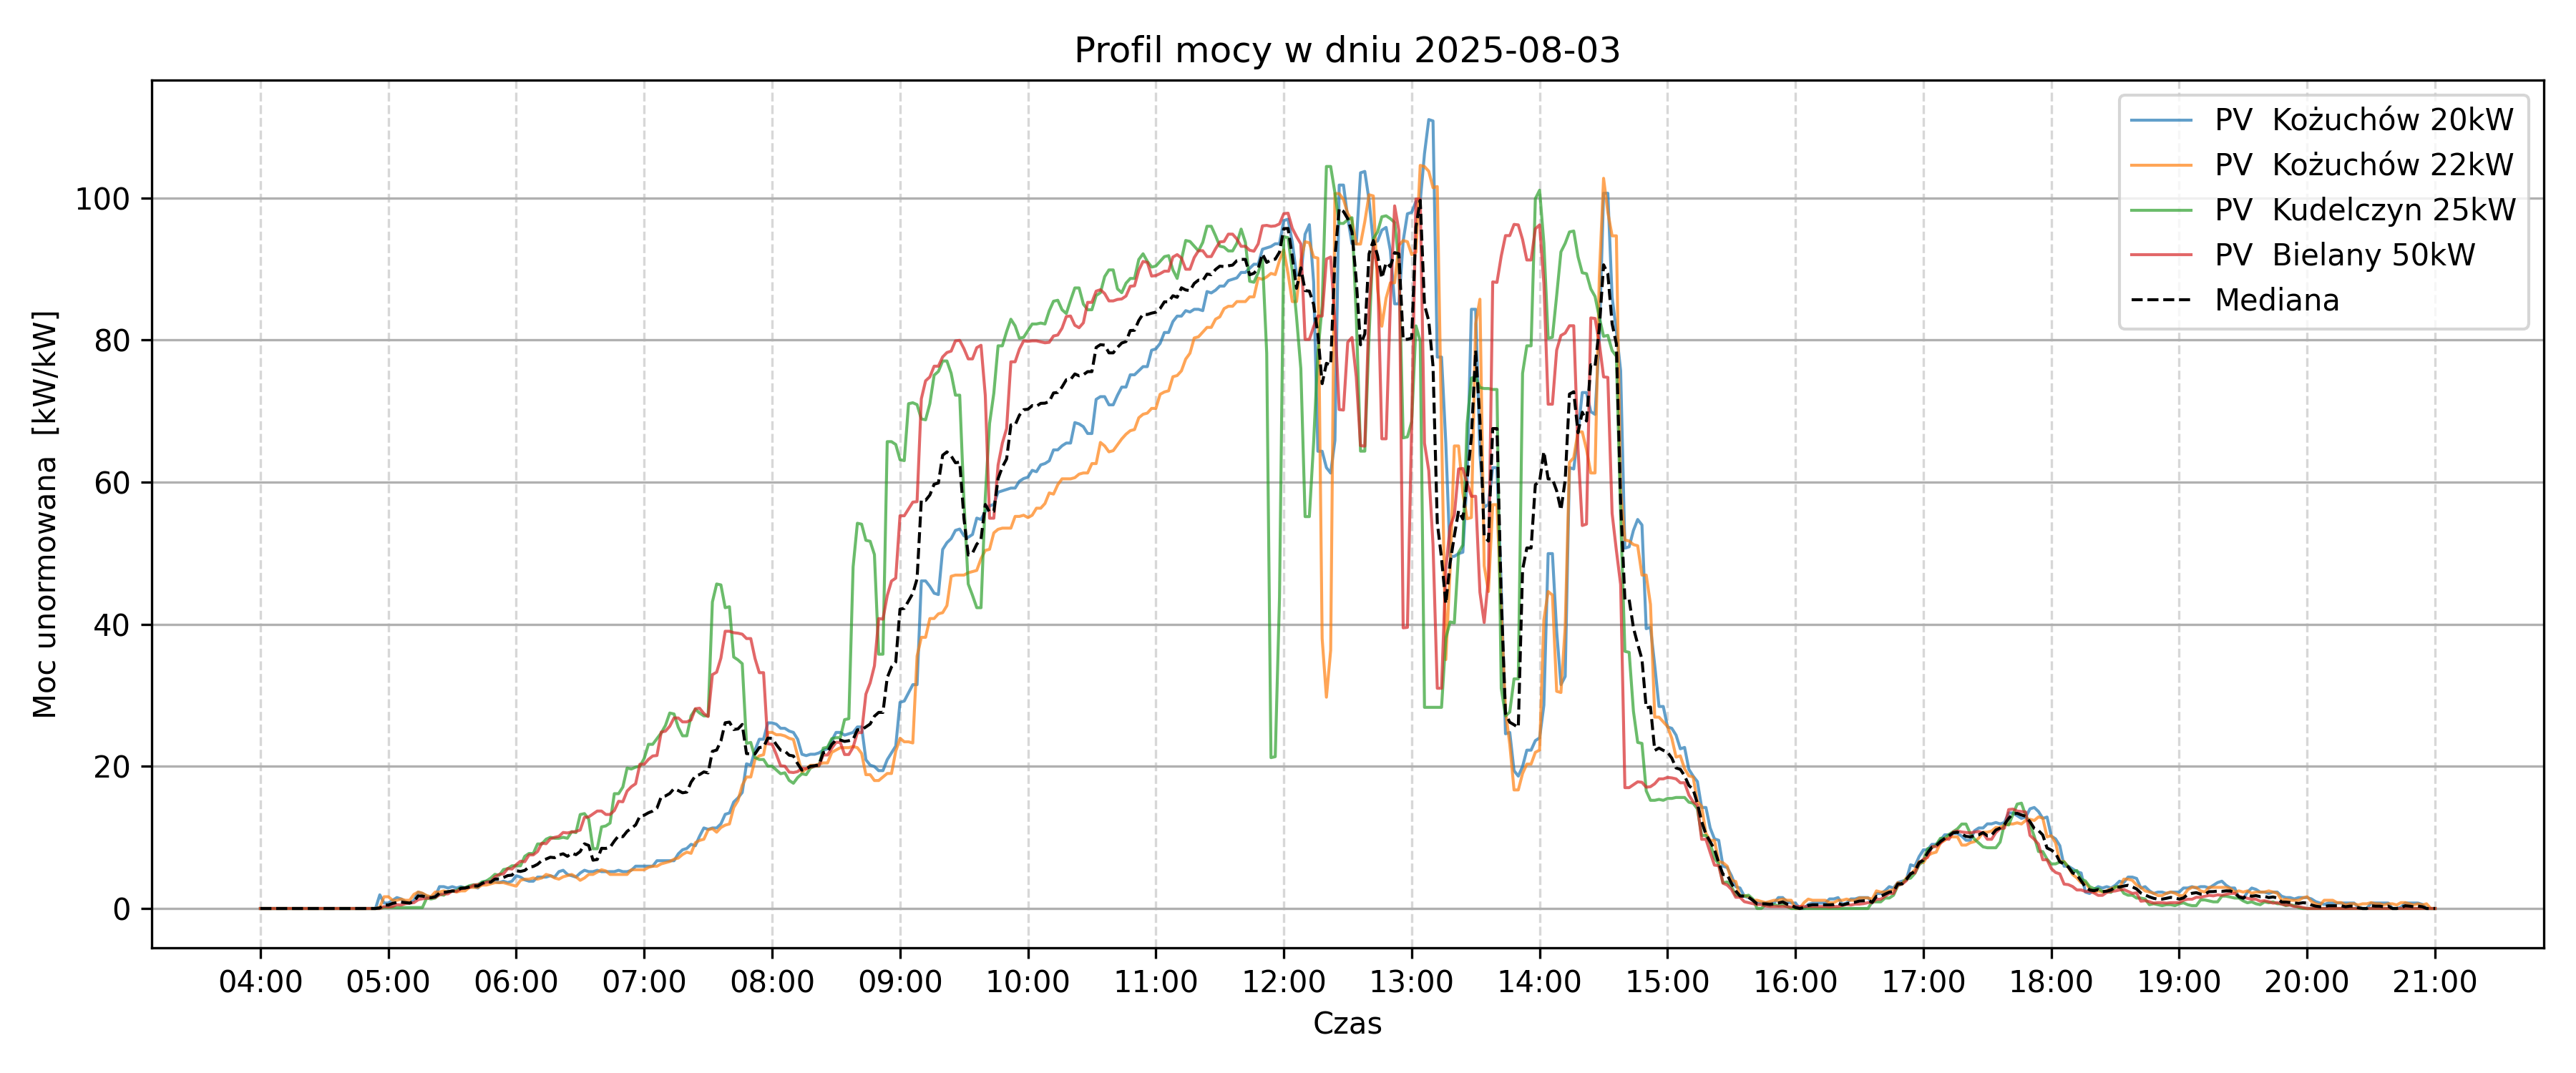 Profil mocy w dniu 2025-08-03
PV  Kożuchów 20kW
PV  Kożuchów 22kW
PV  Kudelczyn 25kW
PV  Bielany 50kW
Mediana
Moc unormowana  [kW/kW]
100
80
60
40
20
0
04:00 05:00 06:00 07:00 08:00 09:00 10:00 11:00 12:00 13:00 14:00 15:00 16:00 17:00 18:00 19:00 20:00 21:00
Czas